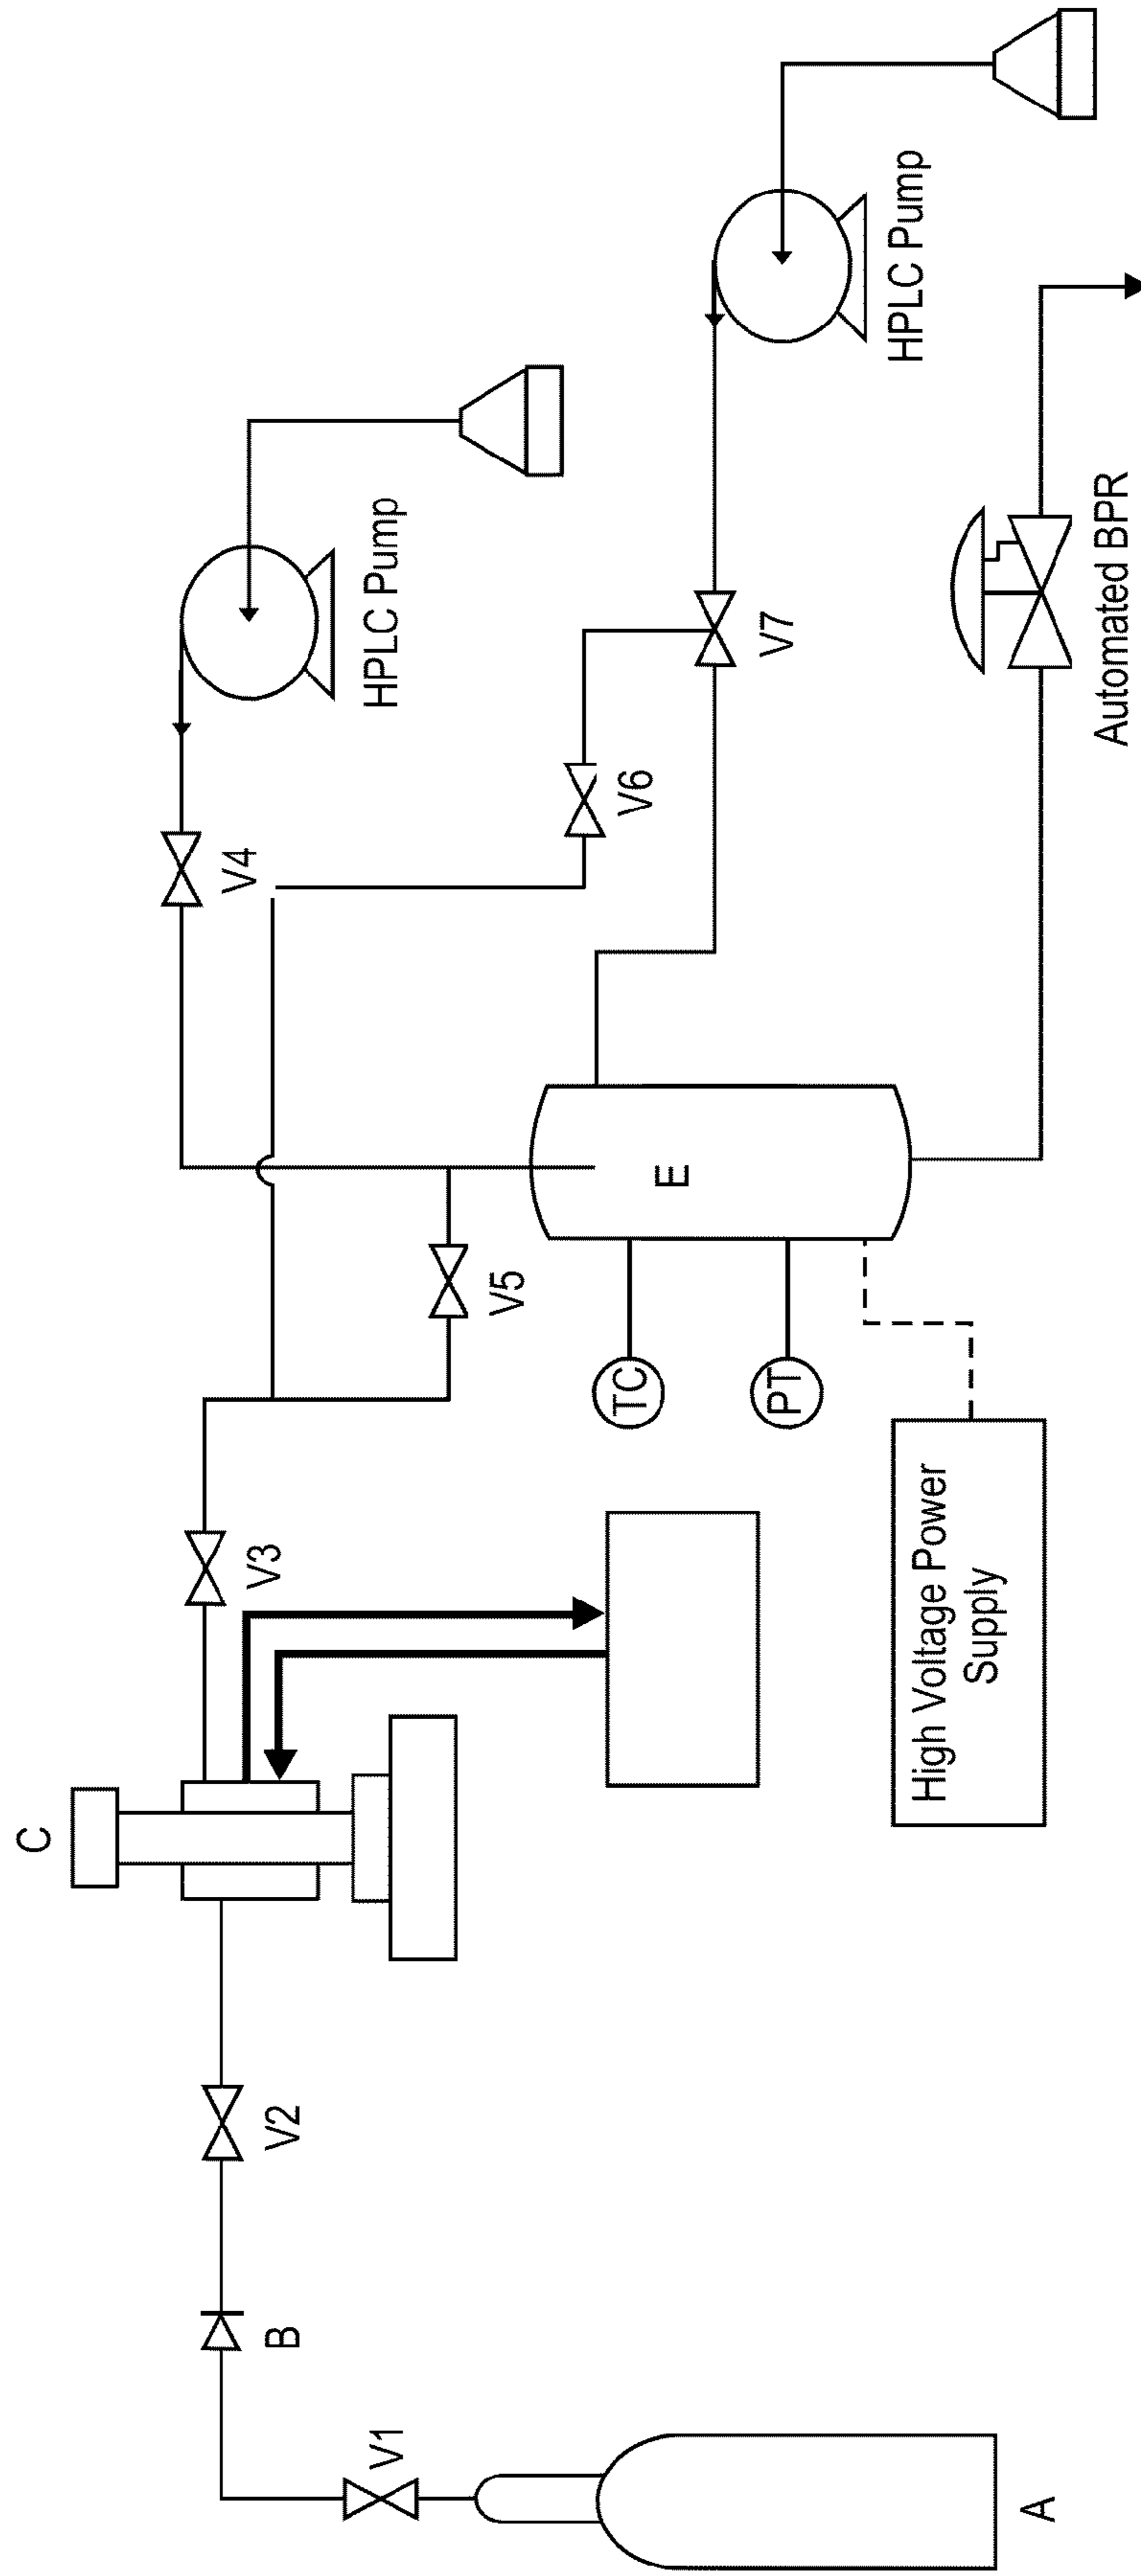 A
V1
B
V2
C
V3
V4
HPLC Pump
V5
V6
V7
HPLC Pump
E
TC
PT
High Voltage Power
Supply
Automated BPR